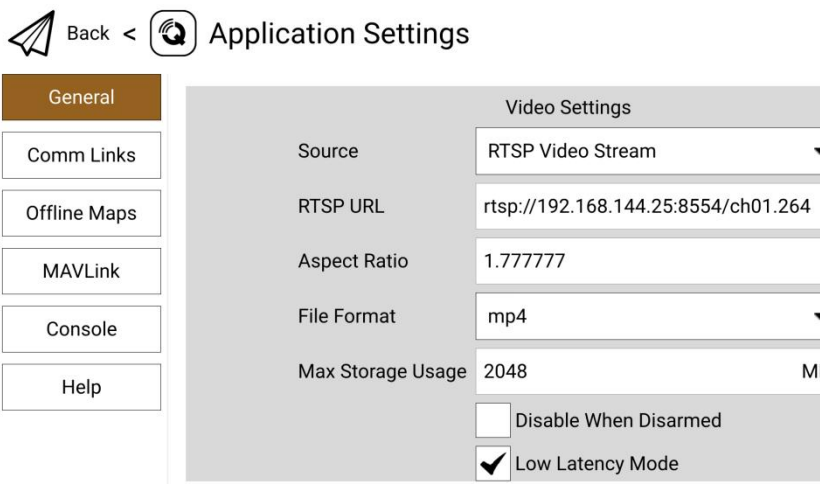 Back < Application Settings
General
Comm Links
Offline Maps
MAVLink
Console
Help
Video Settings
Source RTSP Video Stream
RTSP URL rtsp://192.168.144.25:8554/ch01.264
Aspect Ratio 1.777777
File Format mp4
Max Storage Usage 2048
Disable When Disarmed
Low Latency Mode